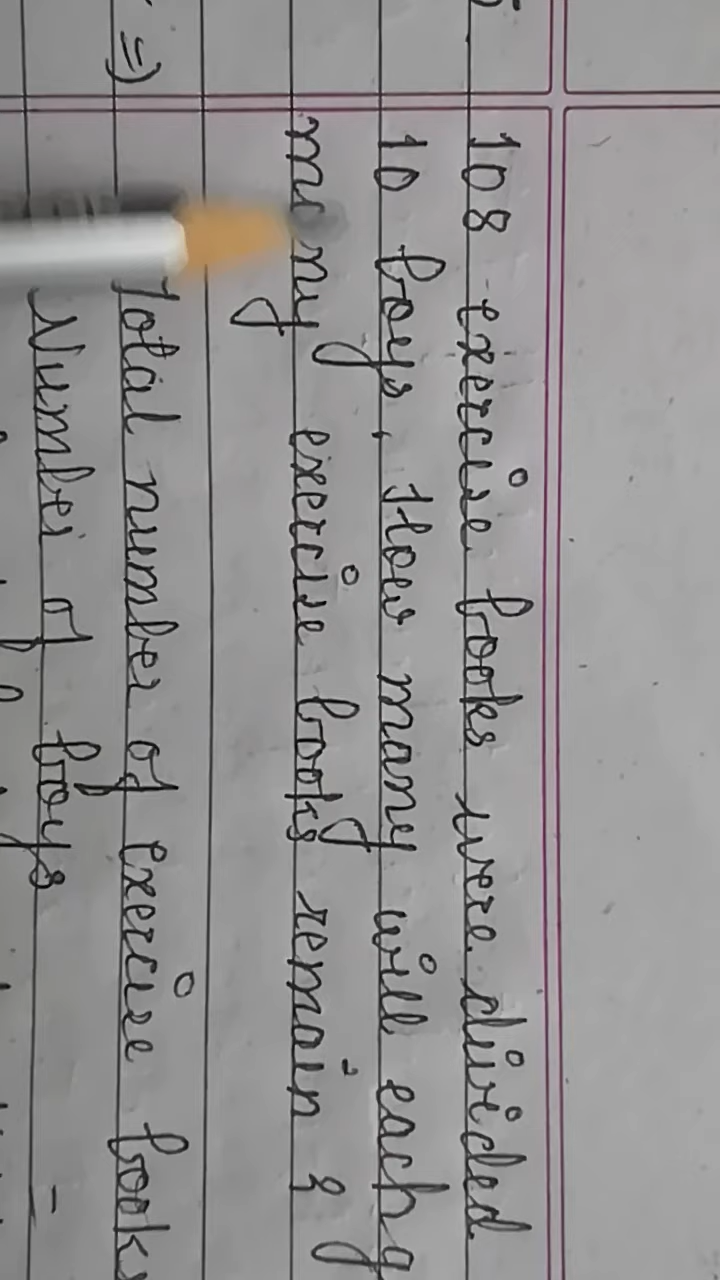 108 exercise books were divided
10 boys. How many will each g
many exercise books remain ?
=> Total number of exercise books
Number of boys =